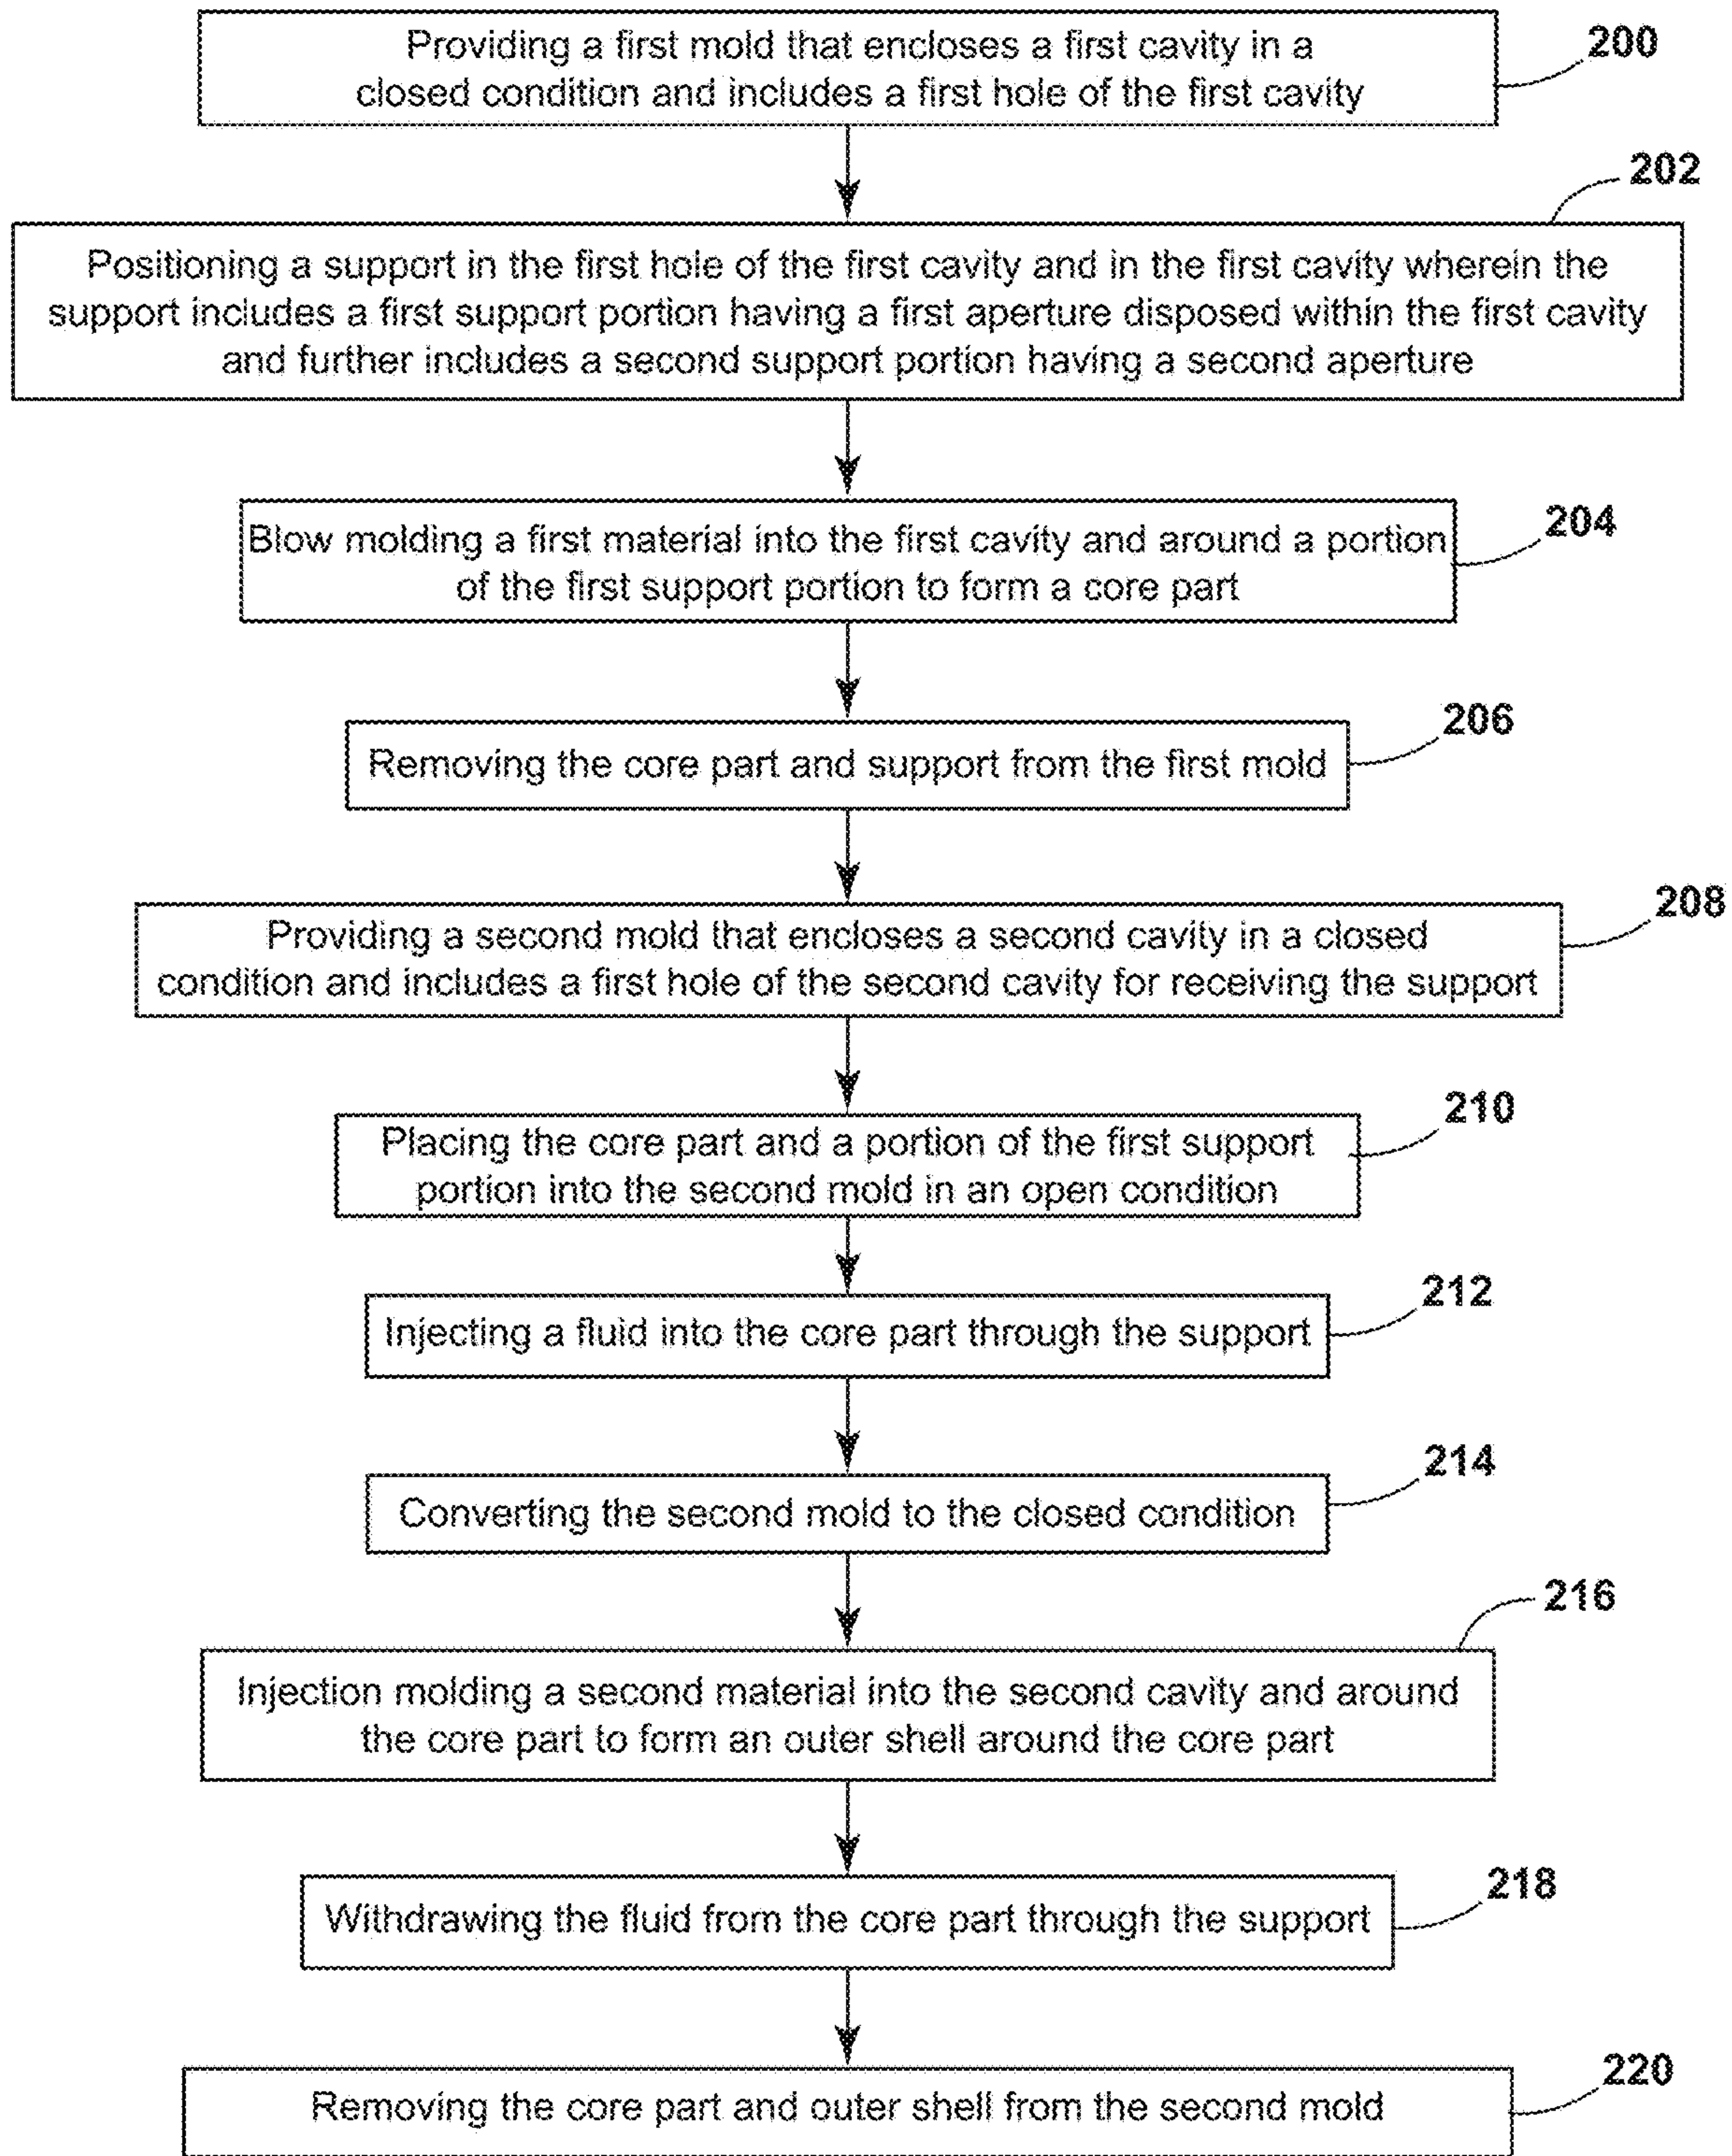 Providing a first mold that encloses a first cavity in a
closed condition and includes a first hole of the first cavity
200
202
Positioning a support in the first hole of the first cavity and in the first cavity wherein the
support includes a first support portion having a first aperture disposed within the first cavity
and further includes a second support portion having a second aperture
204
Blow molding a first material into the first cavity and around a portion
of the first support portion to form a core part
206
Removing the core part and support from the first mold
208
Providing a second mold that encloses a second cavity in a closed
condition and includes a first hole of the second cavity for receiving the support
210
Placing the core part and a portion of the first support
portion into the second mold in an open condition
212
Injecting a fluid into the core part through the support
214
Converting the second mold to the closed condition
216
Injection molding a second material into the second cavity and around
the core part to form an outer shell around the core part
218
Withdrawing the fluid from the core part through the support
220
Removing the core part and outer shell from the second mold